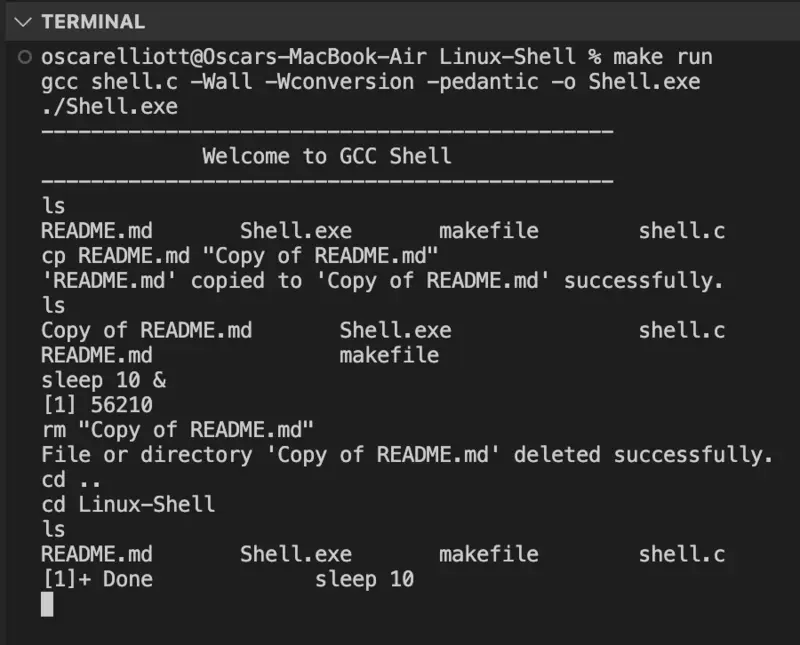 TERMINAL
oscarelliott@Oscars-MacBook-Air Linux-Shell % make run
gcc shell.c -Wall -Wconversion -pedantic -o Shell.exe
./Shell.exe
----------------------------------------------
Welcome to GCC Shell
----------------------------------------------
ls
README.md Shell.exe makefile shell.c
cp README.md "Copy of README.md"
'README.md' copied to 'Copy of README.md' successfully.
ls
Copy of README.md Shell.exe shell.c
README.md makefile
sleep 10 &
[1] 56210
rm "Copy of README.md"
File or directory 'Copy of README.md' deleted successfully.
cd ..
cd Linux-Shell
ls
README.md Shell.exe makefile shell.c
[1]+ Done sleep 10